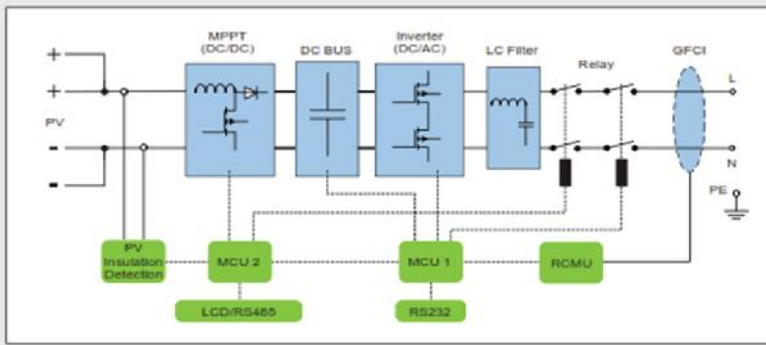 MPPT
(DC/DC)
DC BUS
Inverter
(DC/AC)
LC Filter
Relay
GFCI
+
+
PV
-
-
L
N
PE
PV
Insulation
Detection
MCU 2
MCU 1
RCMU
LCD/RS485
RS232